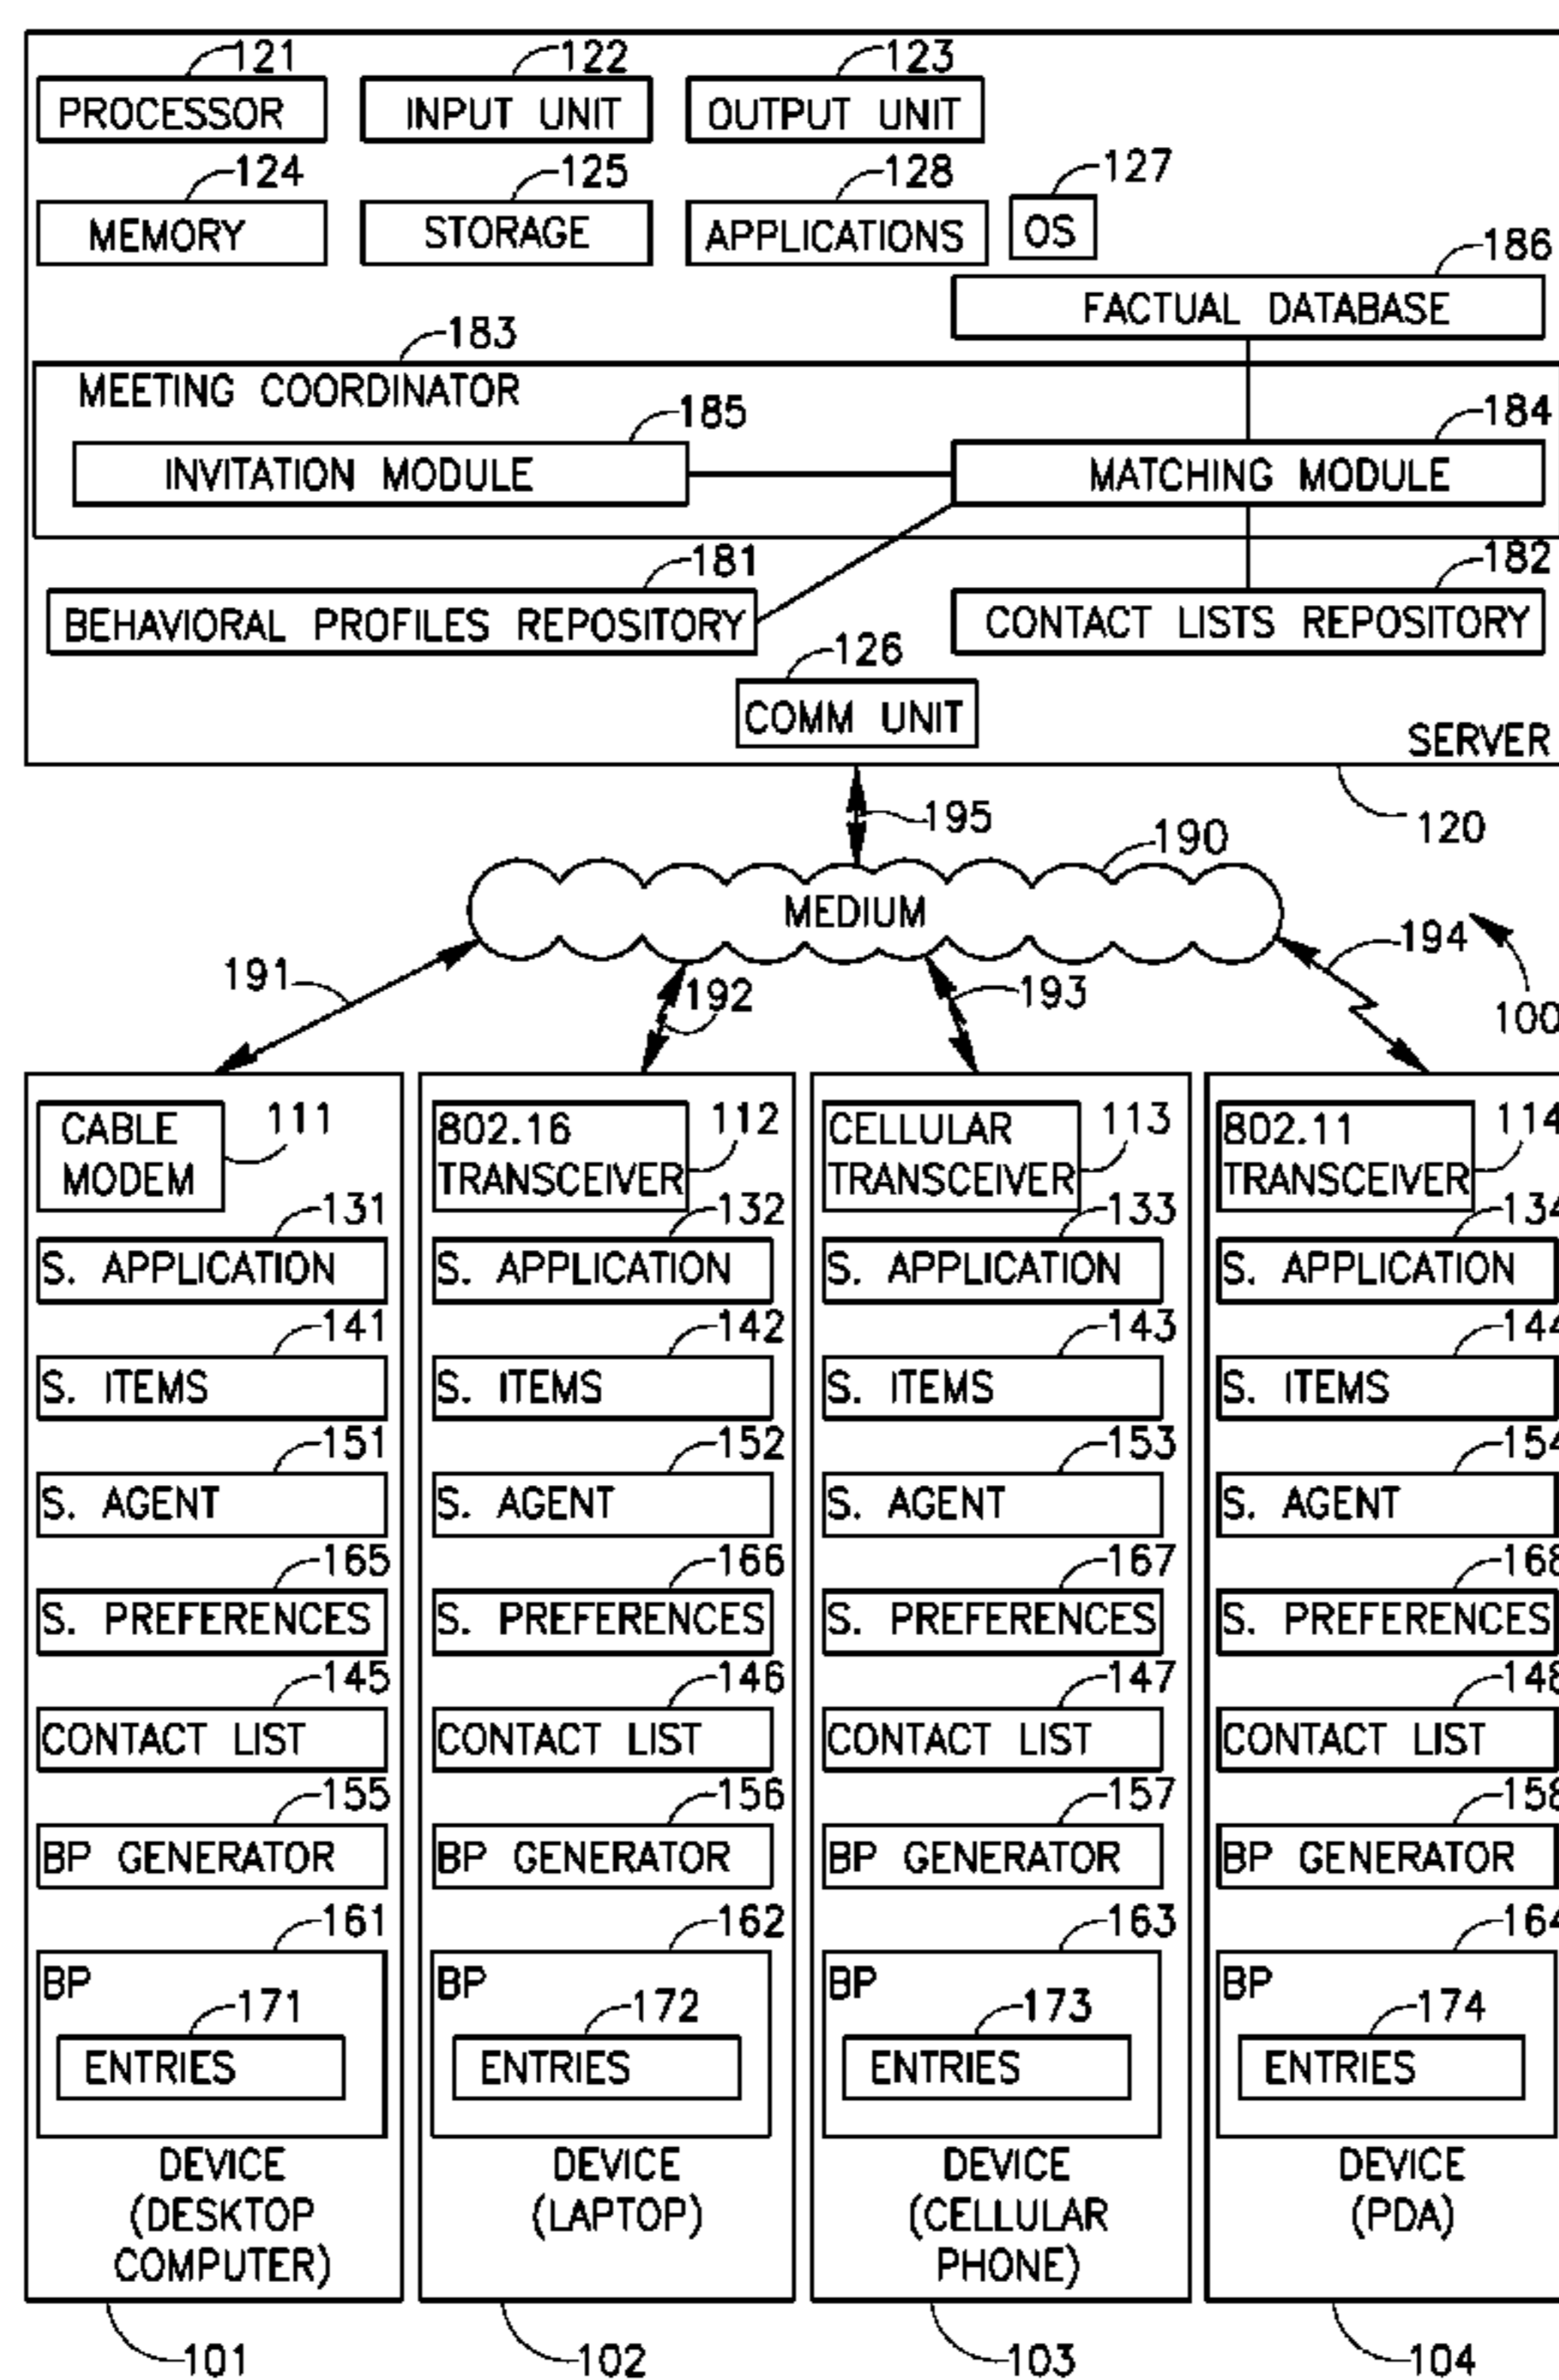 121 122 123
PROCESSOR INPUT UNIT OUTPUT UNIT
124 125 128 127
MEMORY STORAGE APPLICATIONS OS
186
FACTUAL DATABASE
183
MEETING COORDINATOR
185 184
INVITATION MODULE MATCHING MODULE
181 182
BEHAVIORAL PROFILES REPOSITORY CONTACT LISTS REPOSITORY
126
COMM UNIT
SERVER
120
195
190
MEDIUM
194
191
192 193
100
CABLE 111 802.16 112 CELLULAR 113 802.11 114
MODEM TRANSCEIVER TRANSCEIVER TRANSCEIVER
131 132 133 134
S. APPLICATION S. APPLICATION S. APPLICATION S. APPLICATION
141 142 143 144
S. ITEMS S. ITEMS S. ITEMS S. ITEMS
151 152 153 154
S. AGENT S. AGENT S. AGENT S. AGENT
165 166 167 168
S. PREFERENCES S. PREFERENCES S. PREFERENCES S. PREFERENCES
145 146 147 148
CONTACT LIST CONTACT LIST CONTACT LIST CONTACT LIST
155 156 157 158
BP GENERATOR BP GENERATOR BP GENERATOR BP GENERATOR
161 162 163 164
BP BP BP BP
171 172 173 174
ENTRIES ENTRIES ENTRIES ENTRIES
DEVICE DEVICE DEVICE DEVICE
(DESKTOP (LAPTOP) (CELLULAR (PDA)
COMPUTER) PHONE)
101 102 103 104